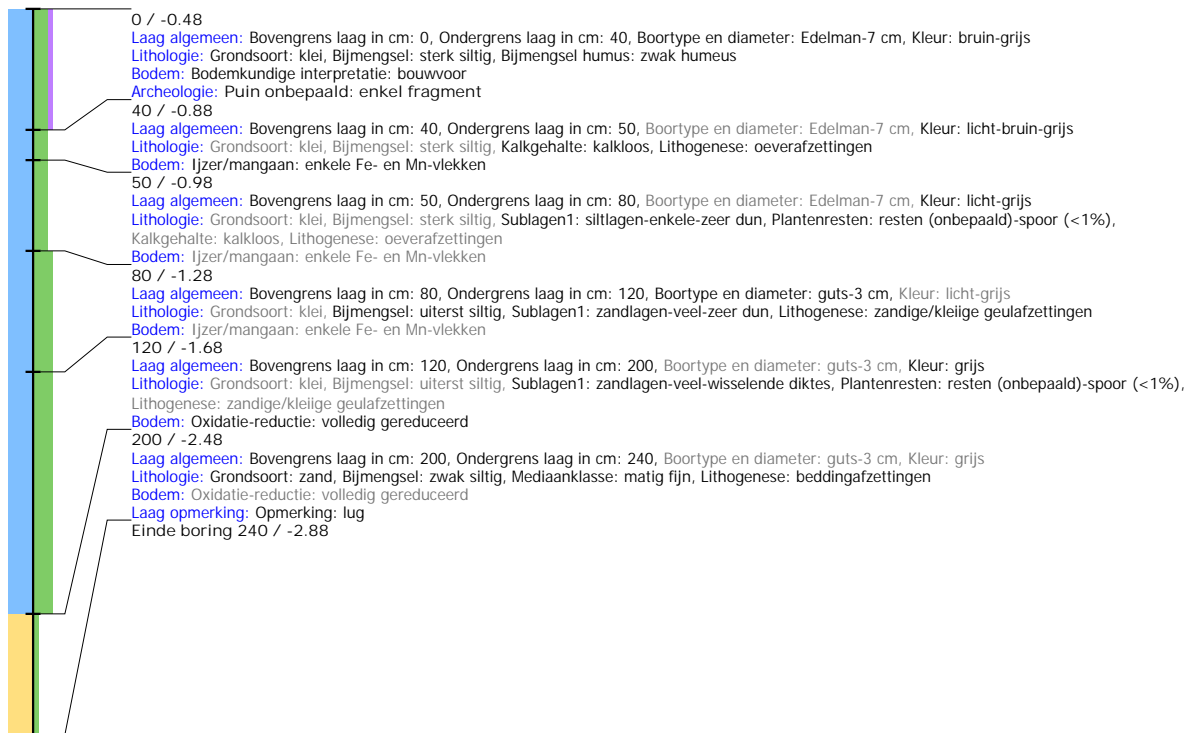 0 / -0.48
Laag algemeen: Bovengrens laag in cm: 0, Ondergrens laag in cm: 40, Boortype en diameter: Edelman-7 cm, Kleur: bruin-grijs
Lithologie: Grondsoort: klei, Bijmengsel: sterk siltig, Bijmengsel humus: zwak humeus
Bodem: Bodemkundige interpretatie: bouwvoor
Archeologie: Puin onbepaald: enkel fragment
40 / -0.88
Laag algemeen: Bovengrens laag in cm: 40, Ondergrens laag in cm: 50, Boortype en diameter: Edelman-7 cm, Kleur: licht-bruin-grijs
Lithologie: Grondsoort: klei, Bijmengsel: sterk siltig, Kalkgehalte: kalkloos, Lithogenese: oeverafzettingen
Bodem: Ijzer/mangaan: enkele Fe- en Mn-vlekken
50 / -0.98
Laag algemeen: Bovengrens laag in cm: 50, Ondergrens laag in cm: 80, Boortype en diameter: Edelman-7 cm, Kleur: licht-grijs
Lithologie: Grondsoort: klei, Bijmengsel: sterk siltig, Sublagen1: siltlagen-enkele-zeer dun, Plantenresten: resten (onbepaald)-spoor (<1%),
Kalkgehalte: kalkloos, Lithogenese: oeverafzettingen
Bodem: Ijzer/mangaan: enkele Fe- en Mn-vlekken
80 / -1.28
Laag algemeen: Bovengrens laag in cm: 80, Ondergrens laag in cm: 120, Boortype en diameter: guts-3 cm, Kleur: licht-grijs
Lithologie: Grondsoort: klei, Bijmengsel: uiterst siltig, Sublagen1: zandlagen-veel-zeer dun, Lithogenese: zandige/kleiige geulafzettingen
Bodem: Ijzer/mangaan: enkele Fe- en Mn-vlekken
120 / -1.68
Laag algemeen: Bovengrens laag in cm: 120, Ondergrens laag in cm: 200, Boortype en diameter: guts-3 cm, Kleur: grijs
Lithologie: Grondsoort: klei, Bijmengsel: uiterst siltig, Sublagen1: zandlagen-veel-wisselende diktes, Plantenresten: resten (onbepaald)-spoor (<1%),
Lithogenese: zandige/kleiige geulafzettingen
Bodem: Oxidatie-reductie: volledig gereduceerd
200 / -2.48
Laag algemeen: Bovengrens laag in cm: 200, Ondergrens laag in cm: 240, Boortype en diameter: guts-3 cm, Kleur: grijs
Lithologie: Grondsoort: zand, Bijmengsel: zwak siltig, Mediaanklasse: matig fijn, Lithogenese: beddingafzettingen
Bodem: Oxidatie-reductie: volledig gereduceerd
Laag opmerking: Opmerking: lug
Einde boring 240 / -2.88